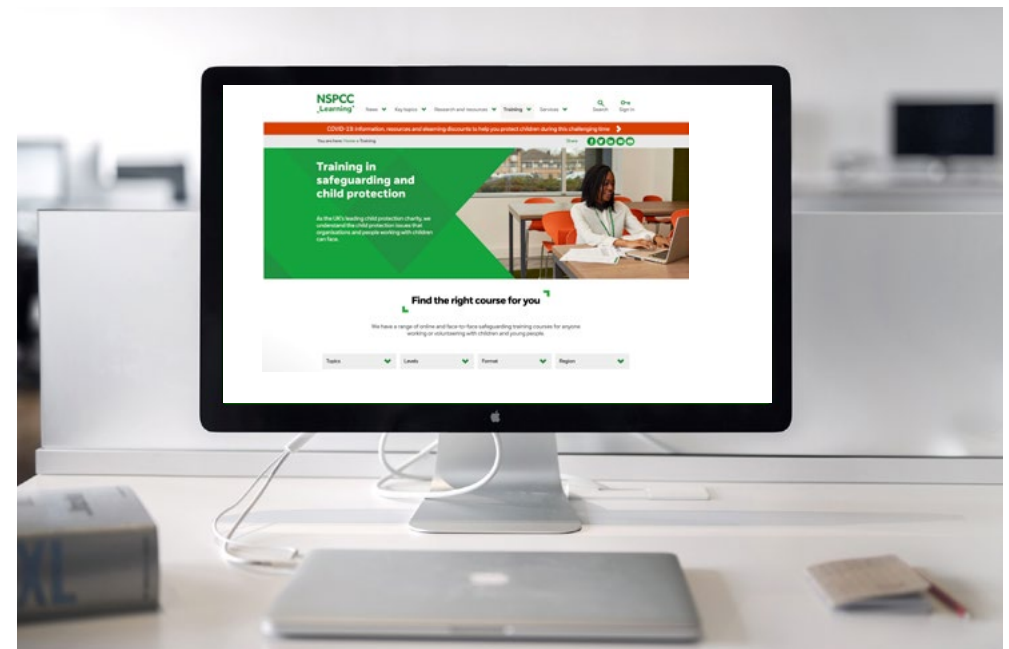 NSPCC
Learning
News Key topics Research and resources Training Services Search Sign in
COVID-19: information, resources and elearning discounts to help you protect children during this challenging time
You are here: Home Training
Share
Training in
safeguarding and
child protection
As the UK's leading child protection charity, we
understand the child protection issues that
organisations and people working with children
can face.
Find the right course for you
We have a range of online and face-to-face safeguarding training courses for anyone
working or volunteering with children and young people.
Topics Levels Format Region
XL